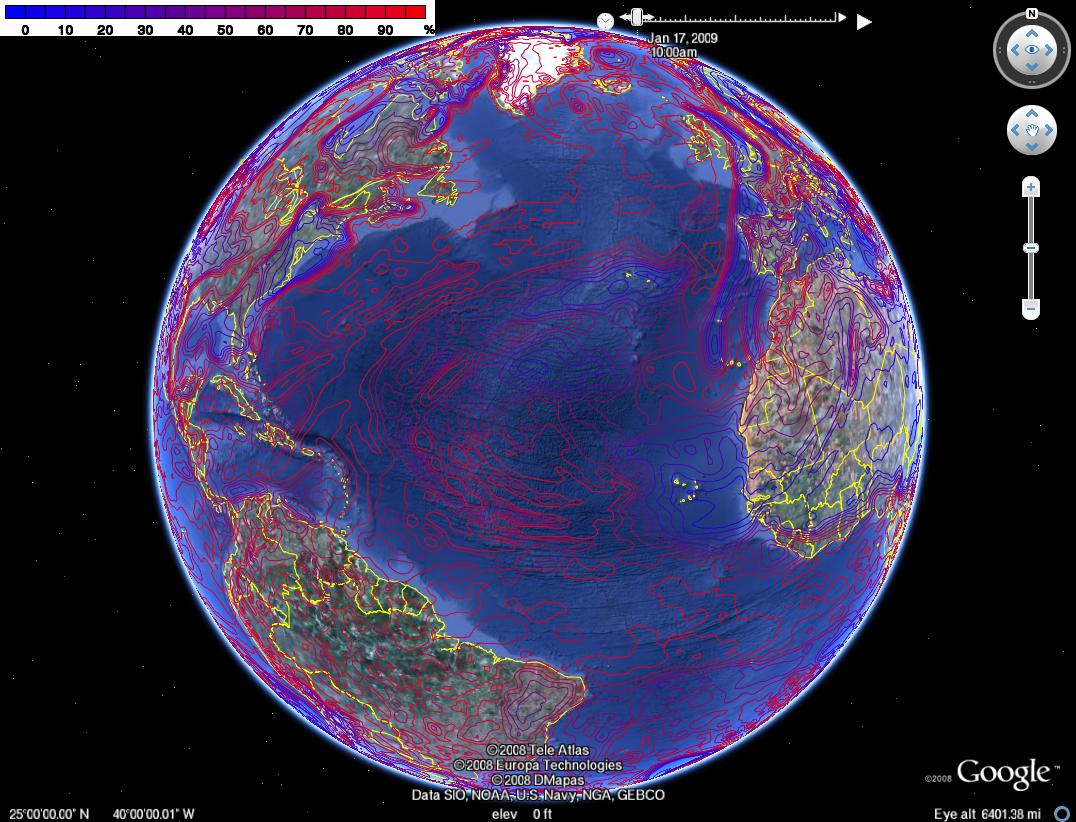 0 10 20 30 40 50 60 70 80 90 %
Jan 17, 2009
10:00am
N
©2008 Tele Atlas
©2008 Europa Technologies
©2008 DMapas
Data SIO, NOAA, U.S. Navy, NGA, GEBCO
©2008 Google™
25°00'00.00" N 40°00'00.01" W
elev 0 ft
Eye alt 6401.38 mi